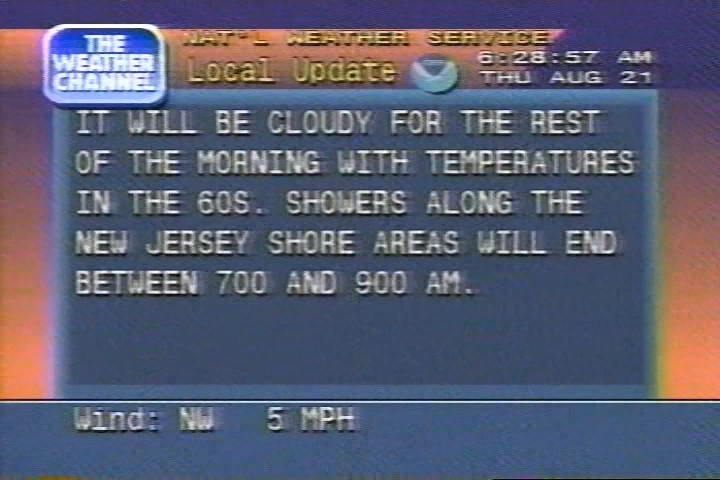 THE
WEATHER
CHANNEL
NAT'L WEATHER SERVICE
Local Update
6:28:57 AM
THU AUG 21
IT WILL BE CLOUDY FOR THE REST
OF THE MORNING WITH TEMPERATURES
IN THE 60S. SHOWERS ALONG THE
NEW JERSEY SHORE AREAS WILL END
BETWEEN 700 AND 900 AM.
Wind: NW 5 MPH